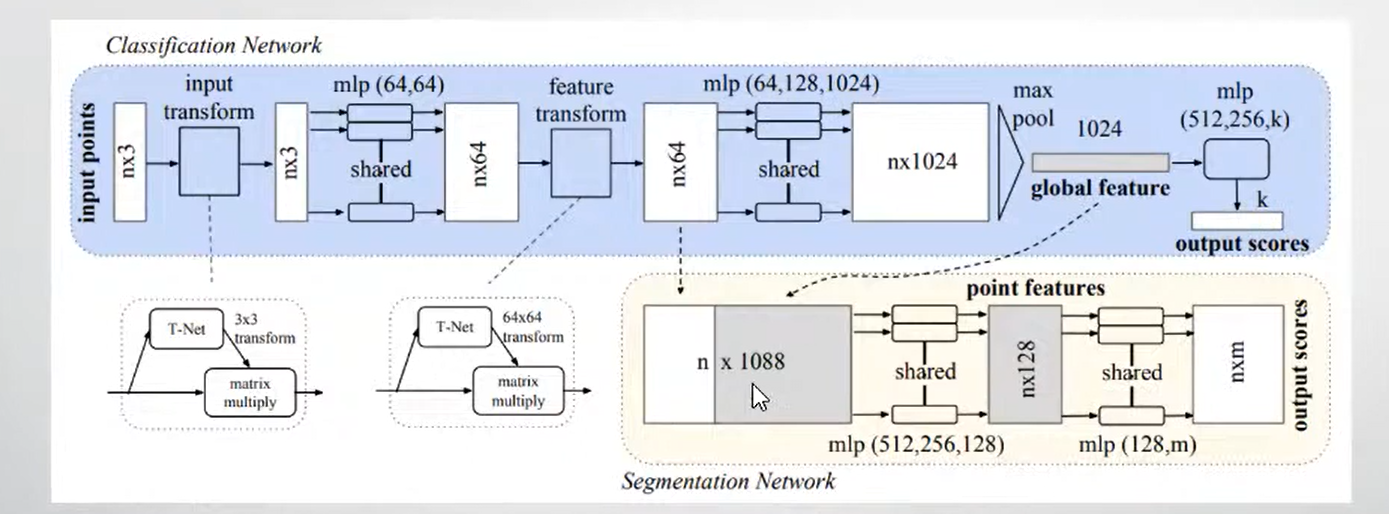 Classification Network
input points
nx3
input
transform
nx3
mlp (64,64)
shared
nx64
feature
transform
nx64
mlp (64,128,1024)
shared
nx1024
max
pool
1024
global feature
mlp
(512,256,k)
k
output scores
T-Net
3x3
transform
matrix
multiply
T-Net
64x64
transform
matrix
multiply
point features
n x 1088
shared
mlp (512,256,128)
nx128
shared
mlp (128,m)
nxm
output scores
Segmentation Network